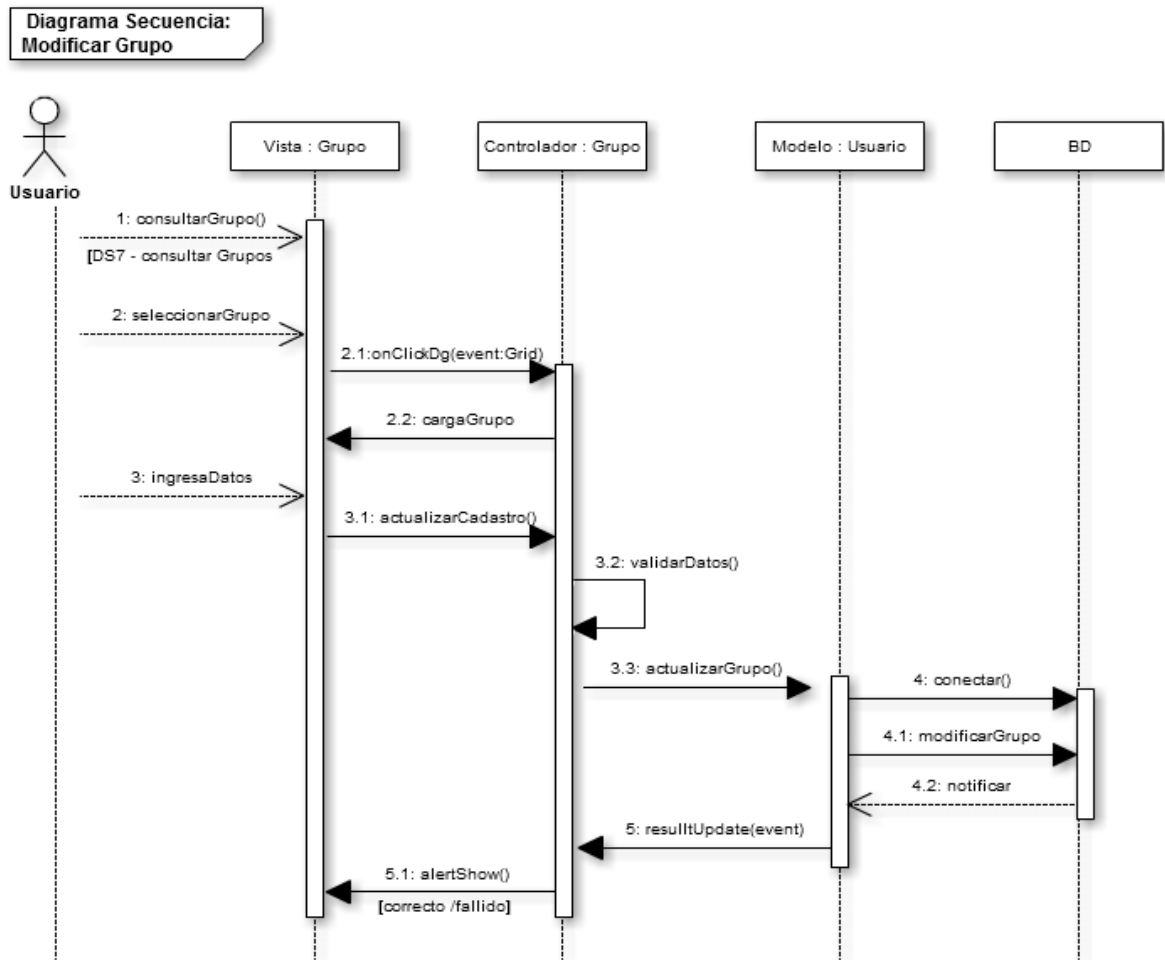 Diagrama Secuencia:
Modificar Grupo
Usuario
Vista : Grupo
Controlador : Grupo
Modelo : Usuario
BD
1: consultarGrupo()
[DS7 - consultar Grupos
2: seleccionarGrupo
2.1:onClickDg(event:Grid)
2.2: cargaGrupo
3: ingresaDatos
3.1: actualizarCadastro()
3.2: validarDatos()
3.3: actualizarGrupo()
4: conectar()
4.1: modificarGrupo
4.2: notificar
5: resulltUpdate(event)
5.1: alertShow()
[correcto /fallido]